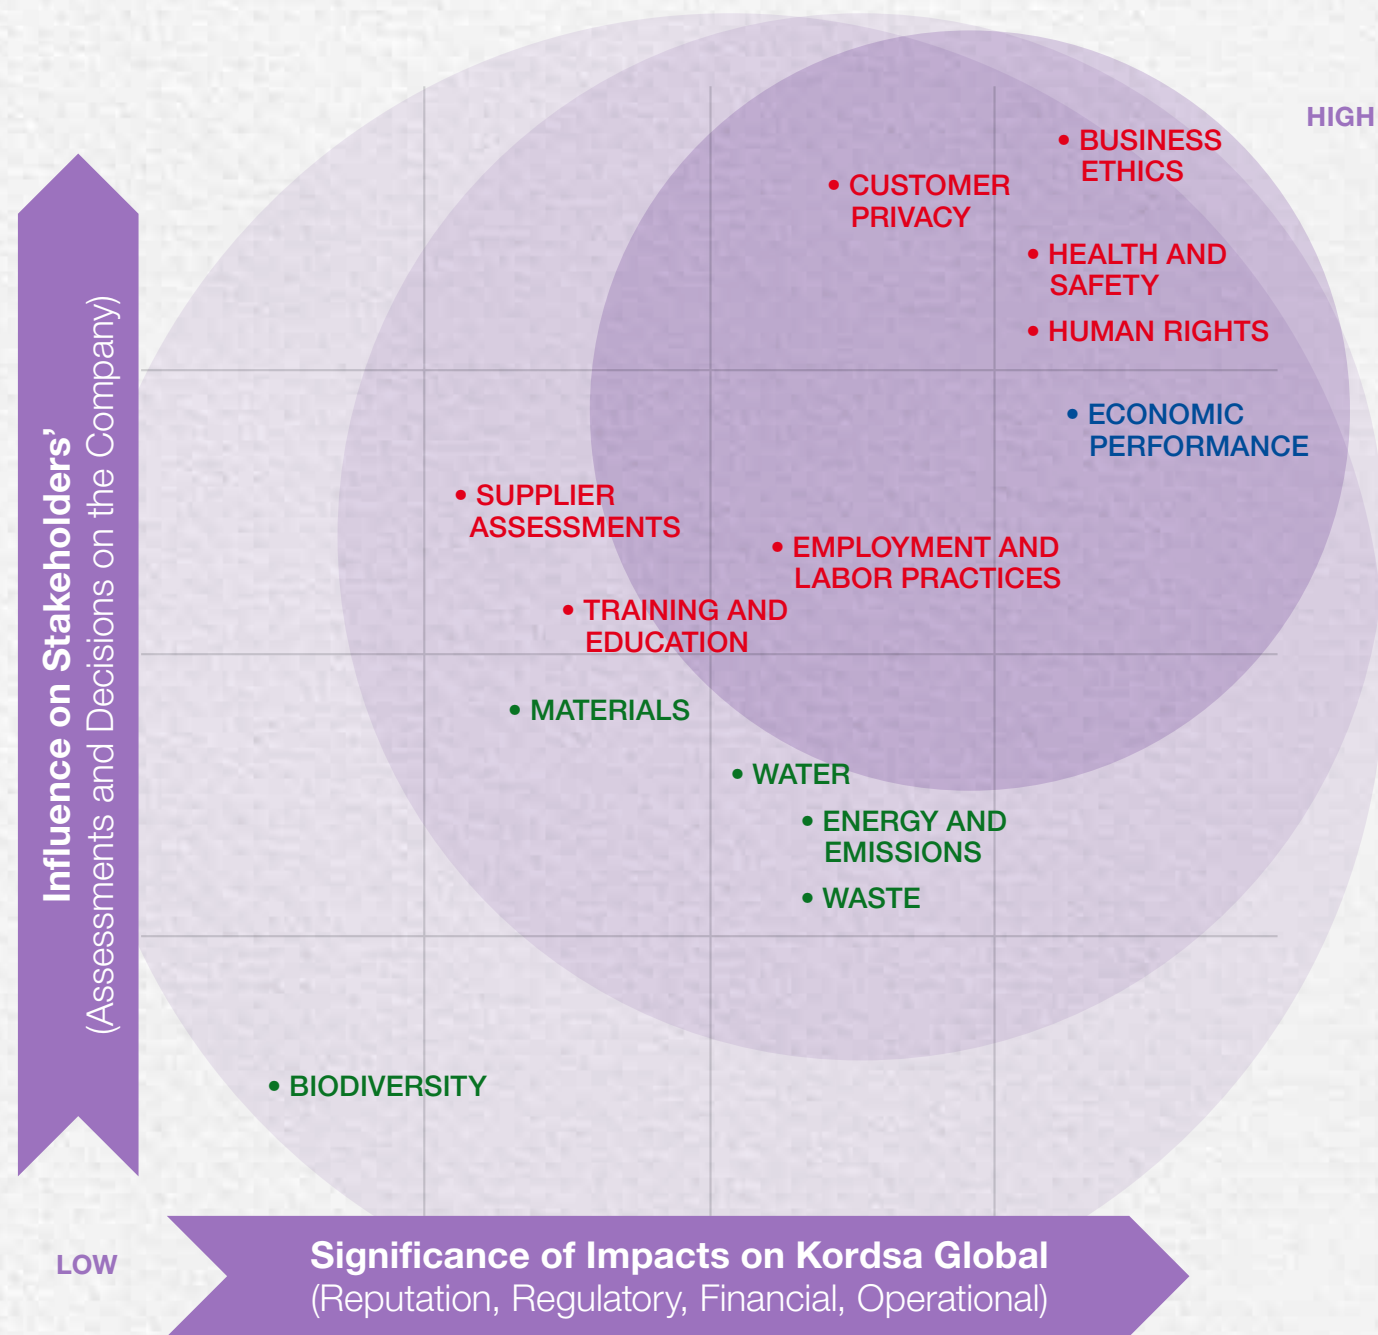 HIGH
• BUSINESS
ETHICS
• CUSTOMER
PRIVACY
• HEALTH AND
SAFETY
• HUMAN RIGHTS
• ECONOMIC
PERFORMANCE
• SUPPLIER
ASSESSMENTS
• EMPLOYMENT AND
LABOR PRACTICES
• TRAINING AND
EDUCATION
• MATERIALS
• WATER
• ENERGY AND
EMISSIONS
• WASTE
• BIODIVERSITY
Influence on Stakeholders’
(Assessments and Decisions on the Company)
LOW
Significance of Impacts on Kordsa Global
(Reputation, Regulatory, Financial, Operational)